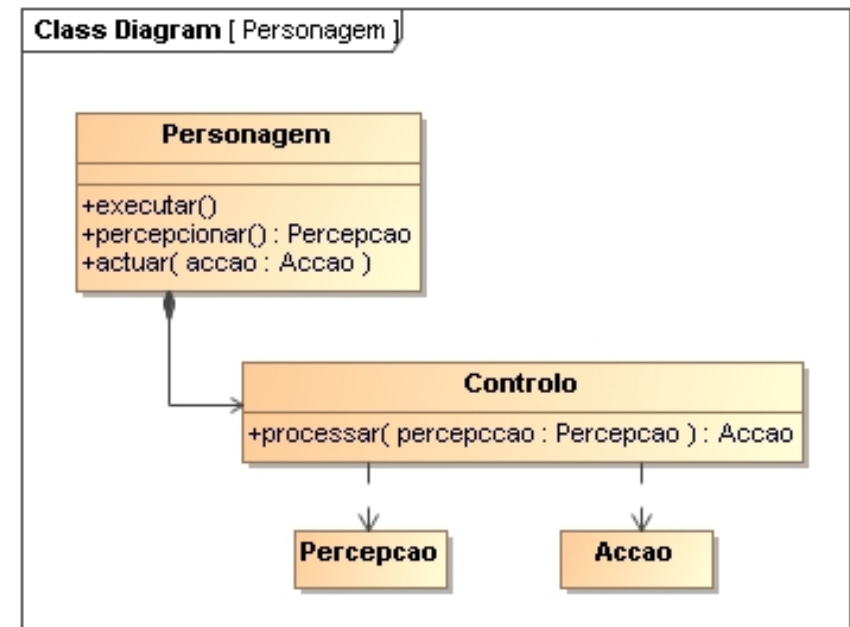 Class Diagram [ Personagem ]
Personagem
+executar()
+percepcionar() : Percepcao
+actuar( accao : Accao )
Controlo
+processar( percepccao : Percepcao ) : Accao
Percepcao
Accao